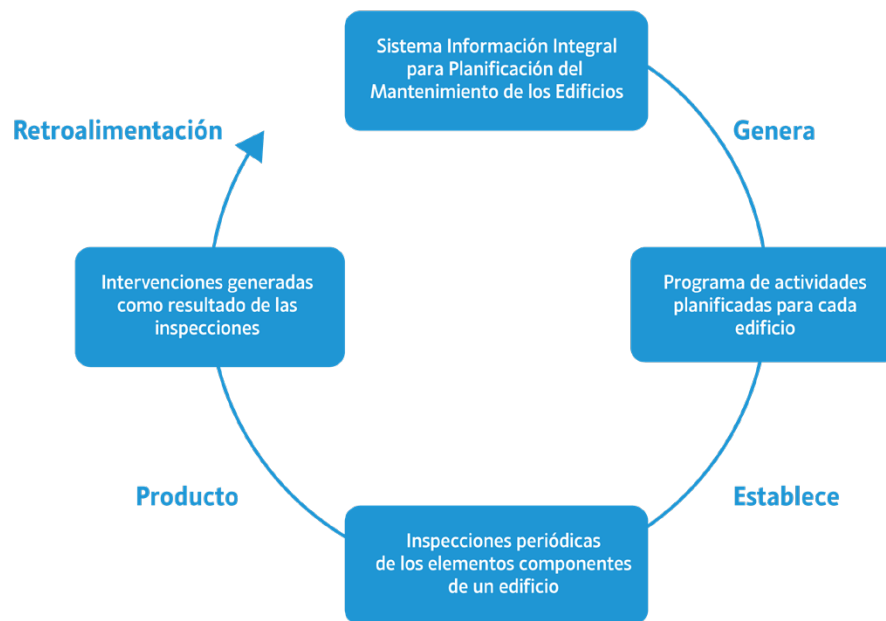 Sistema Información Integral
para Planificación del
Mantenimiento de los Edificios
Retroalimentación
Genera
Intervenciones generadas
como resultado de las
inspecciones
Programa de actividades
planificadas para cada
edificio
Producto
Establece
Inspecciones periódicas
de los elementos componentes
de un edificio